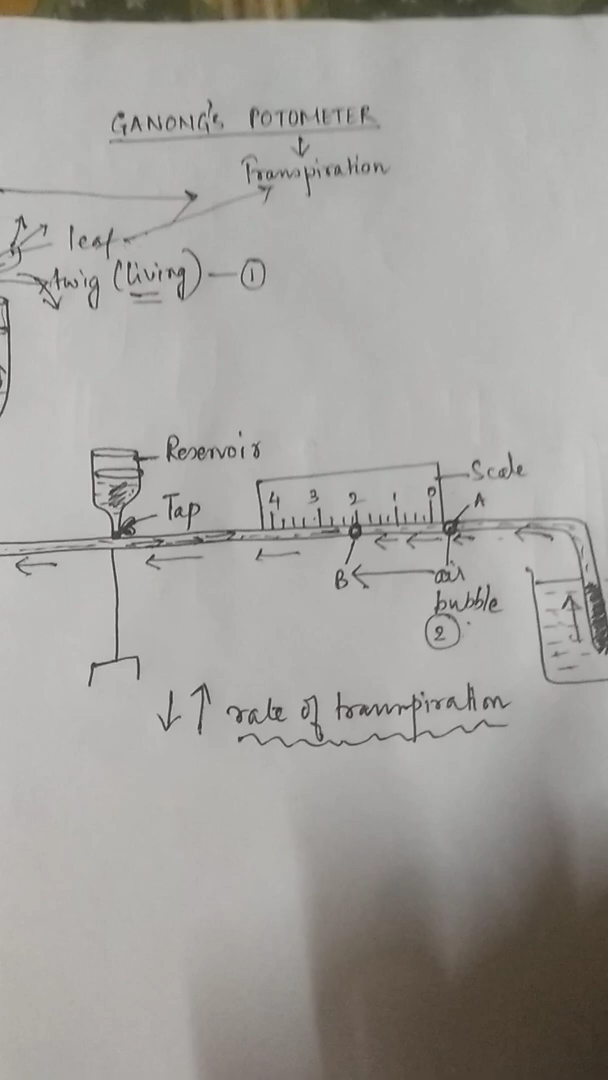 GANONG's POTOMETER
Transpiration
leaf
twig (living) - ①
Reservoir
Tap
Scale
4 3 2 1 0
A
B
air
bubble
②
↓ ↑ rate of trannpiration